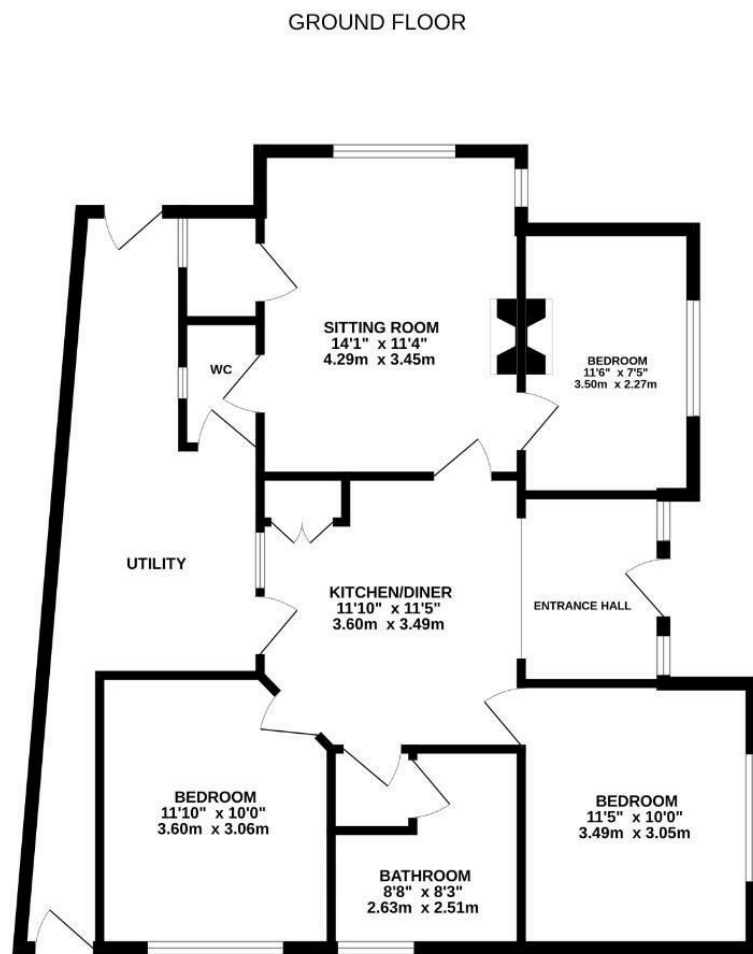 GROUND FLOOR
SITTING ROOM
14'1" x 11'4"
4.29m x 3.45m
BEDROOM
11'6" x 7'5"
3.50m x 2.27m
WC
UTILITY
KITCHEN/DINER
11'10" x 11'5"
3.60m x 3.49m
ENTRANCE HALL
BEDROOM
11'10" x 10'0"
3.60m x 3.06m
BEDROOM
11'5" x 10'0"
3.49m x 3.05m
BATHROOM
8'8" x 8'3"
2.63m x 2.51m